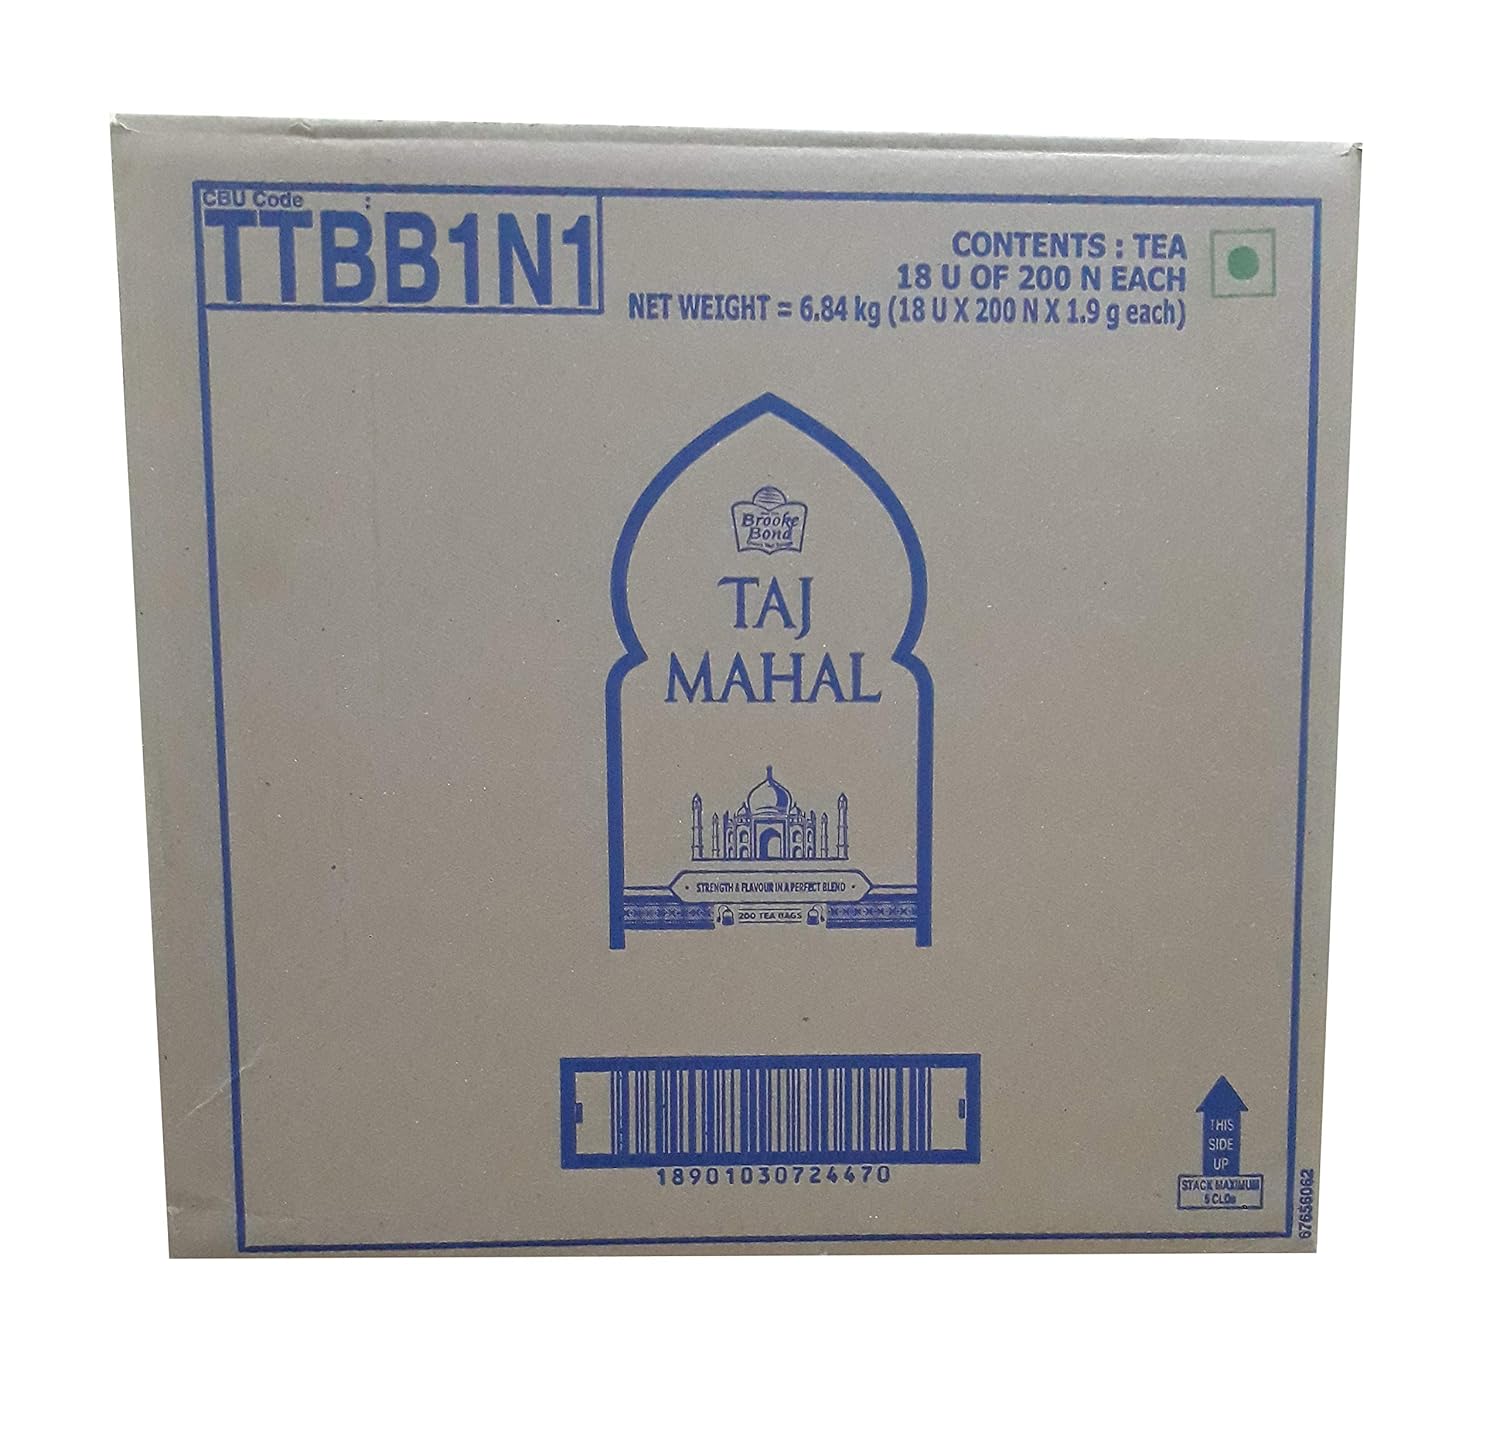 CBU Code :
TTBB1N1
CONTENTS : TEA
18 U OF 200 N EACH
NET WEIGHT = 6.84 kg (18 U X 200 N X 1.9 g each)
Brooke
Bond
TAJ
MAHAL
• STRENGTH & FLAVOUR IN A PERFECT BLEND •
200 TEA BAGS
18901030724470
THIS
SIDE
UP
STACK MAXIMUM
5 CLDs
67656062